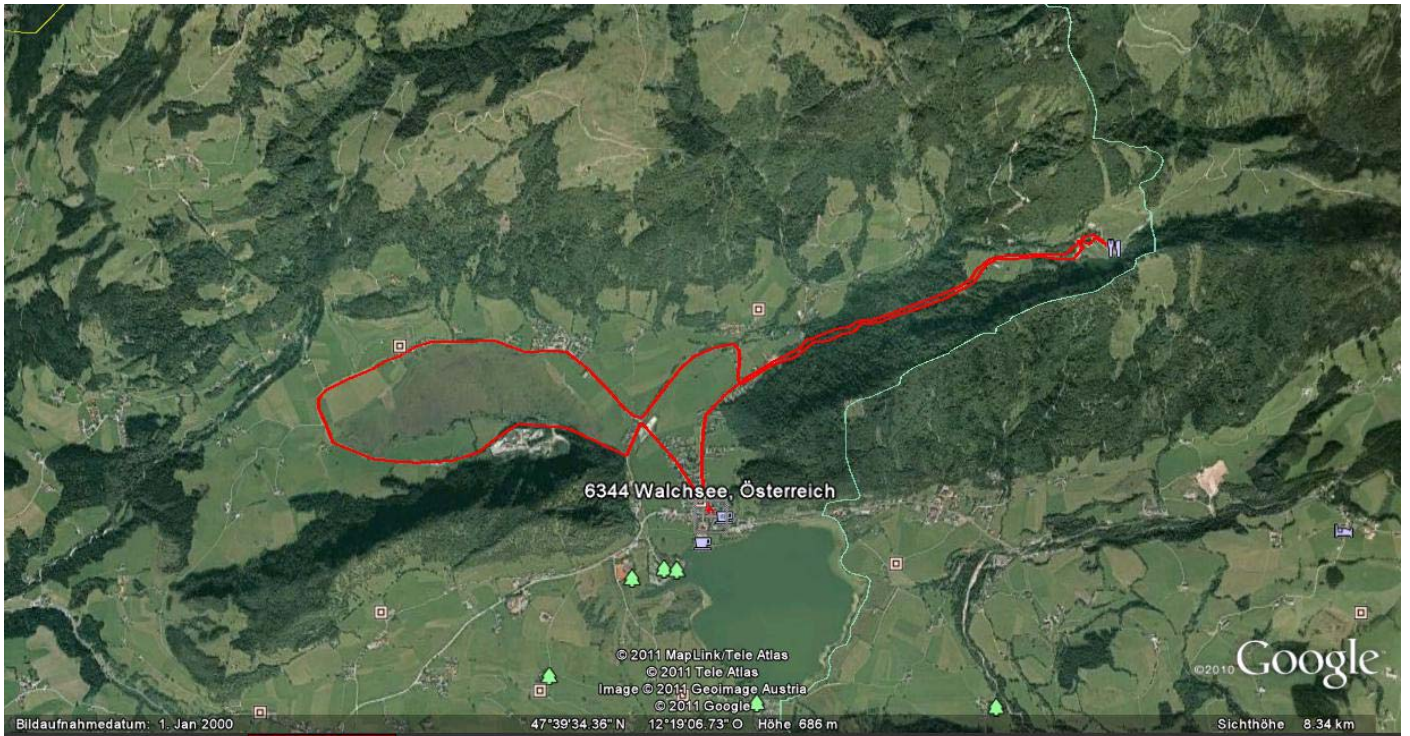 6344 Walchsee, Österreich
© 2011 MapLink/Tele Atlas
© 2011 Tele Atlas
Image © 2011 Geoimage Austria
© 2011 Google
©2010 Google
Bildaufnahmedatum: 1. Jan 2000 47°39'34.36" N 12°19'06.73" O Höhe 686 m Sichthöhe 8.34 km